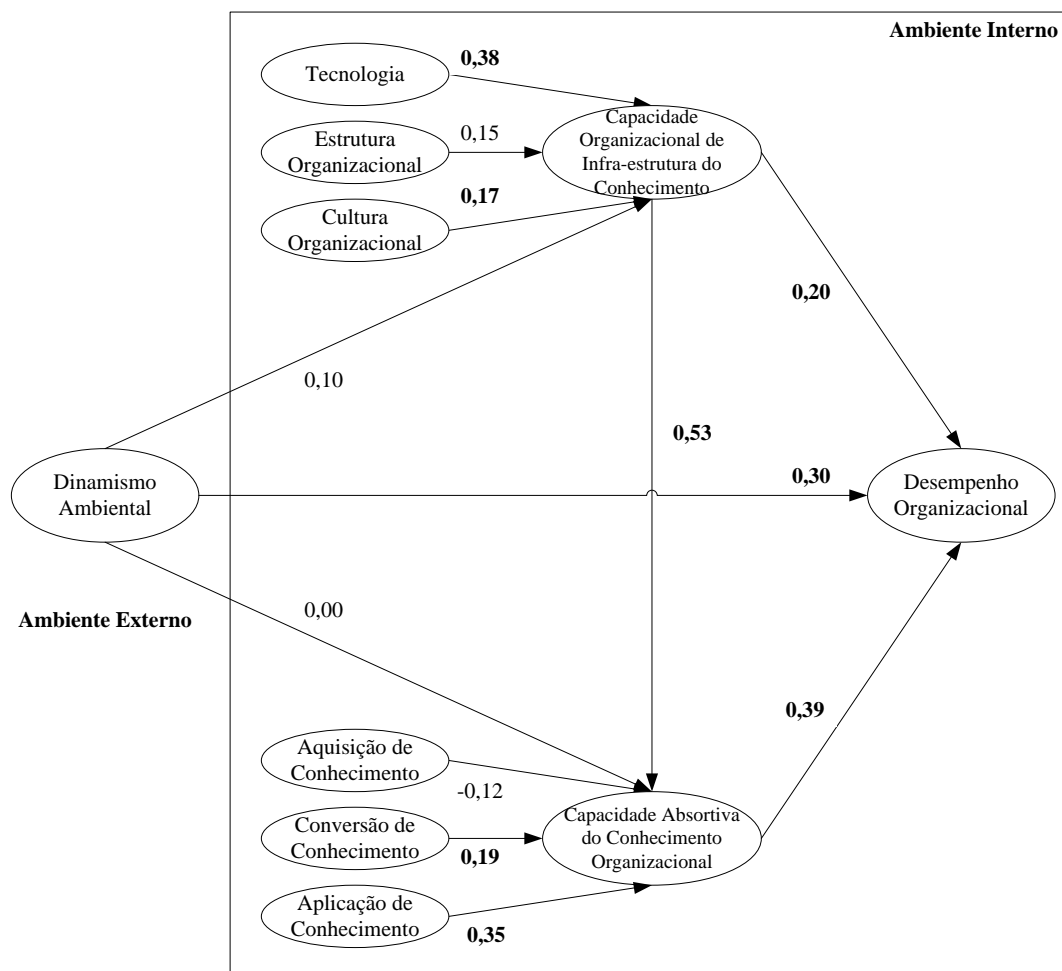 Ambiente Interno
0,38
Tecnologia
Capacidade
Organizacional de
Infra-estrutura do
Conhecimento
0,15
Estrutura
Organizacional
0,17
Cultura
Organizacional
0,20
0,10
0,53
Dinamismo
Ambiental
0,30
Desempenho
Organizacional
0,00
Ambiente Externo
0,39
Aquisição de
Conhecimento
-0,12
Capacidade Absortiva
do Conhecimento
Organizacional
Conversão de
Conhecimento
0,19
Aplicação de
Conhecimento
0,35